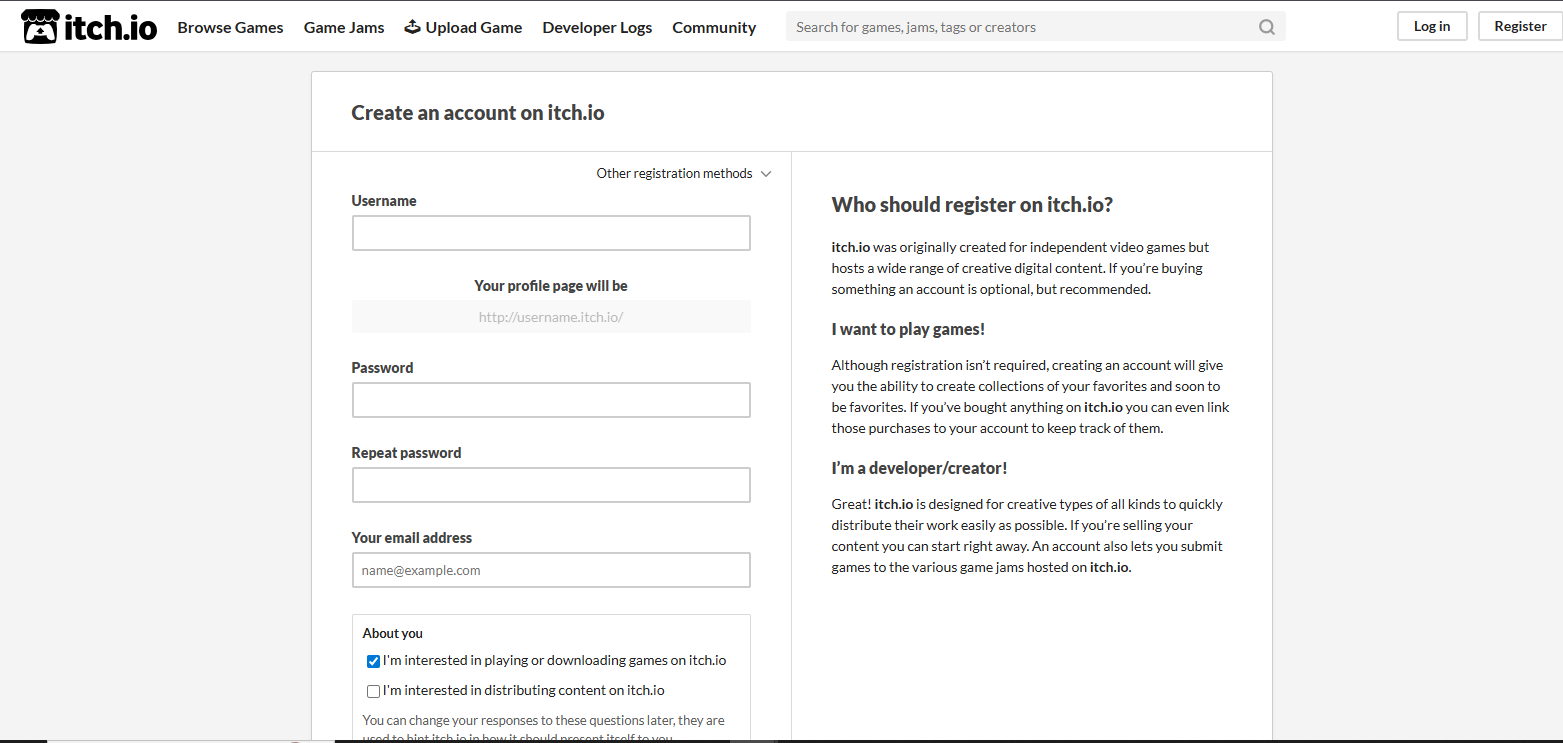 itch.io Browse Games Game Jams Upload Game Developer Logs Community Search for games, jams, tags or creators Log in Register
Create an account on itch.io
Other registration methods
Username
Your profile page will be
http://username.itch.io/
Password
Repeat password
Your email address
name@example.com
About you
I'm interested in playing or downloading games on itch.io
I'm interested in distributing content on itch.io
You can change your responses to these questions later, they are
used to hint itch.io in how it should present itself to you.
Who should register on itch.io?
itch.io was originally created for independent video games but
hosts a wide range of creative digital content. If you’re buying
something an account is optional, but recommended.
I want to play games!
Although registration isn’t required, creating an account will give
you the ability to create collections of your favorites and soon to
be favorites. If you’ve bought anything on itch.io you can even link
those purchases to your account to keep track of them.
I’m a developer/creator!
Great! itch.io is designed for creative types of all kinds to quickly
distribute their work easily as possible. If you’re selling your
content you can start right away. An account also lets you submit
games to the various game jams hosted on itch.io.